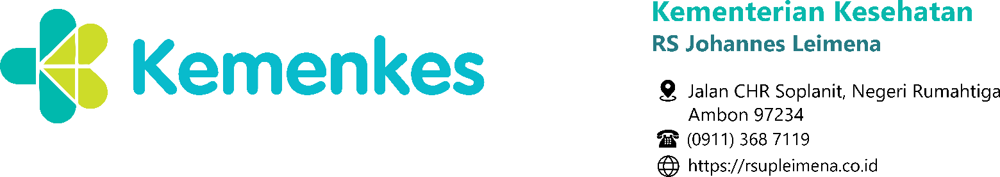 Kemenkes
Kementerian Kesehatan
RS Johannes Leimena
Jalan CHR Soplanit, Negeri Rumahtiga
Ambon 97234
(0911) 368 7119
https://rsupleimena.co.id